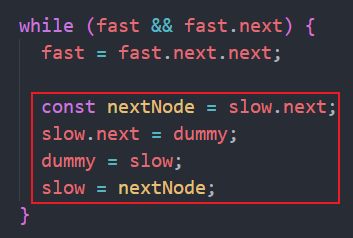 while (fast && fast.next) {
fast = fast.next.next;
const nextNode = slow.next;
slow.next = dummy;
dummy = slow;
slow = nextNode;
}